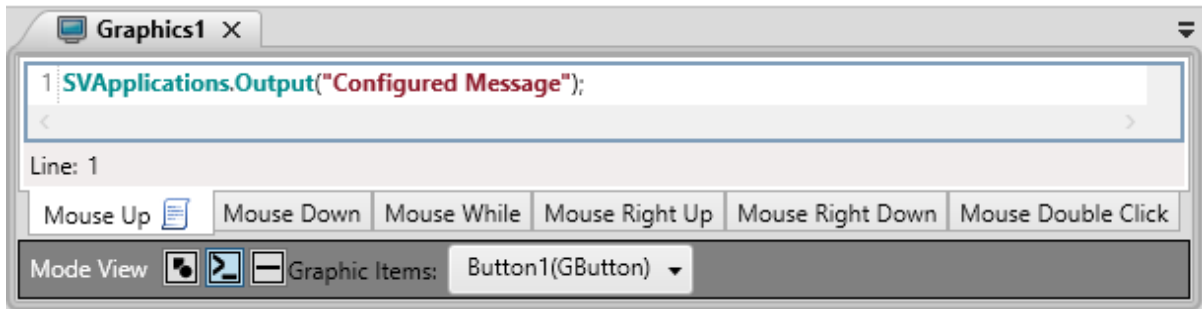 Graphics1
1 SVApplications.Output("Configured Message");
Line: 1
Mouse Up Mouse Down Mouse While Mouse Right Up Mouse Right Down Mouse Double Click
Mode View Graphic Items: Button1(GButton)